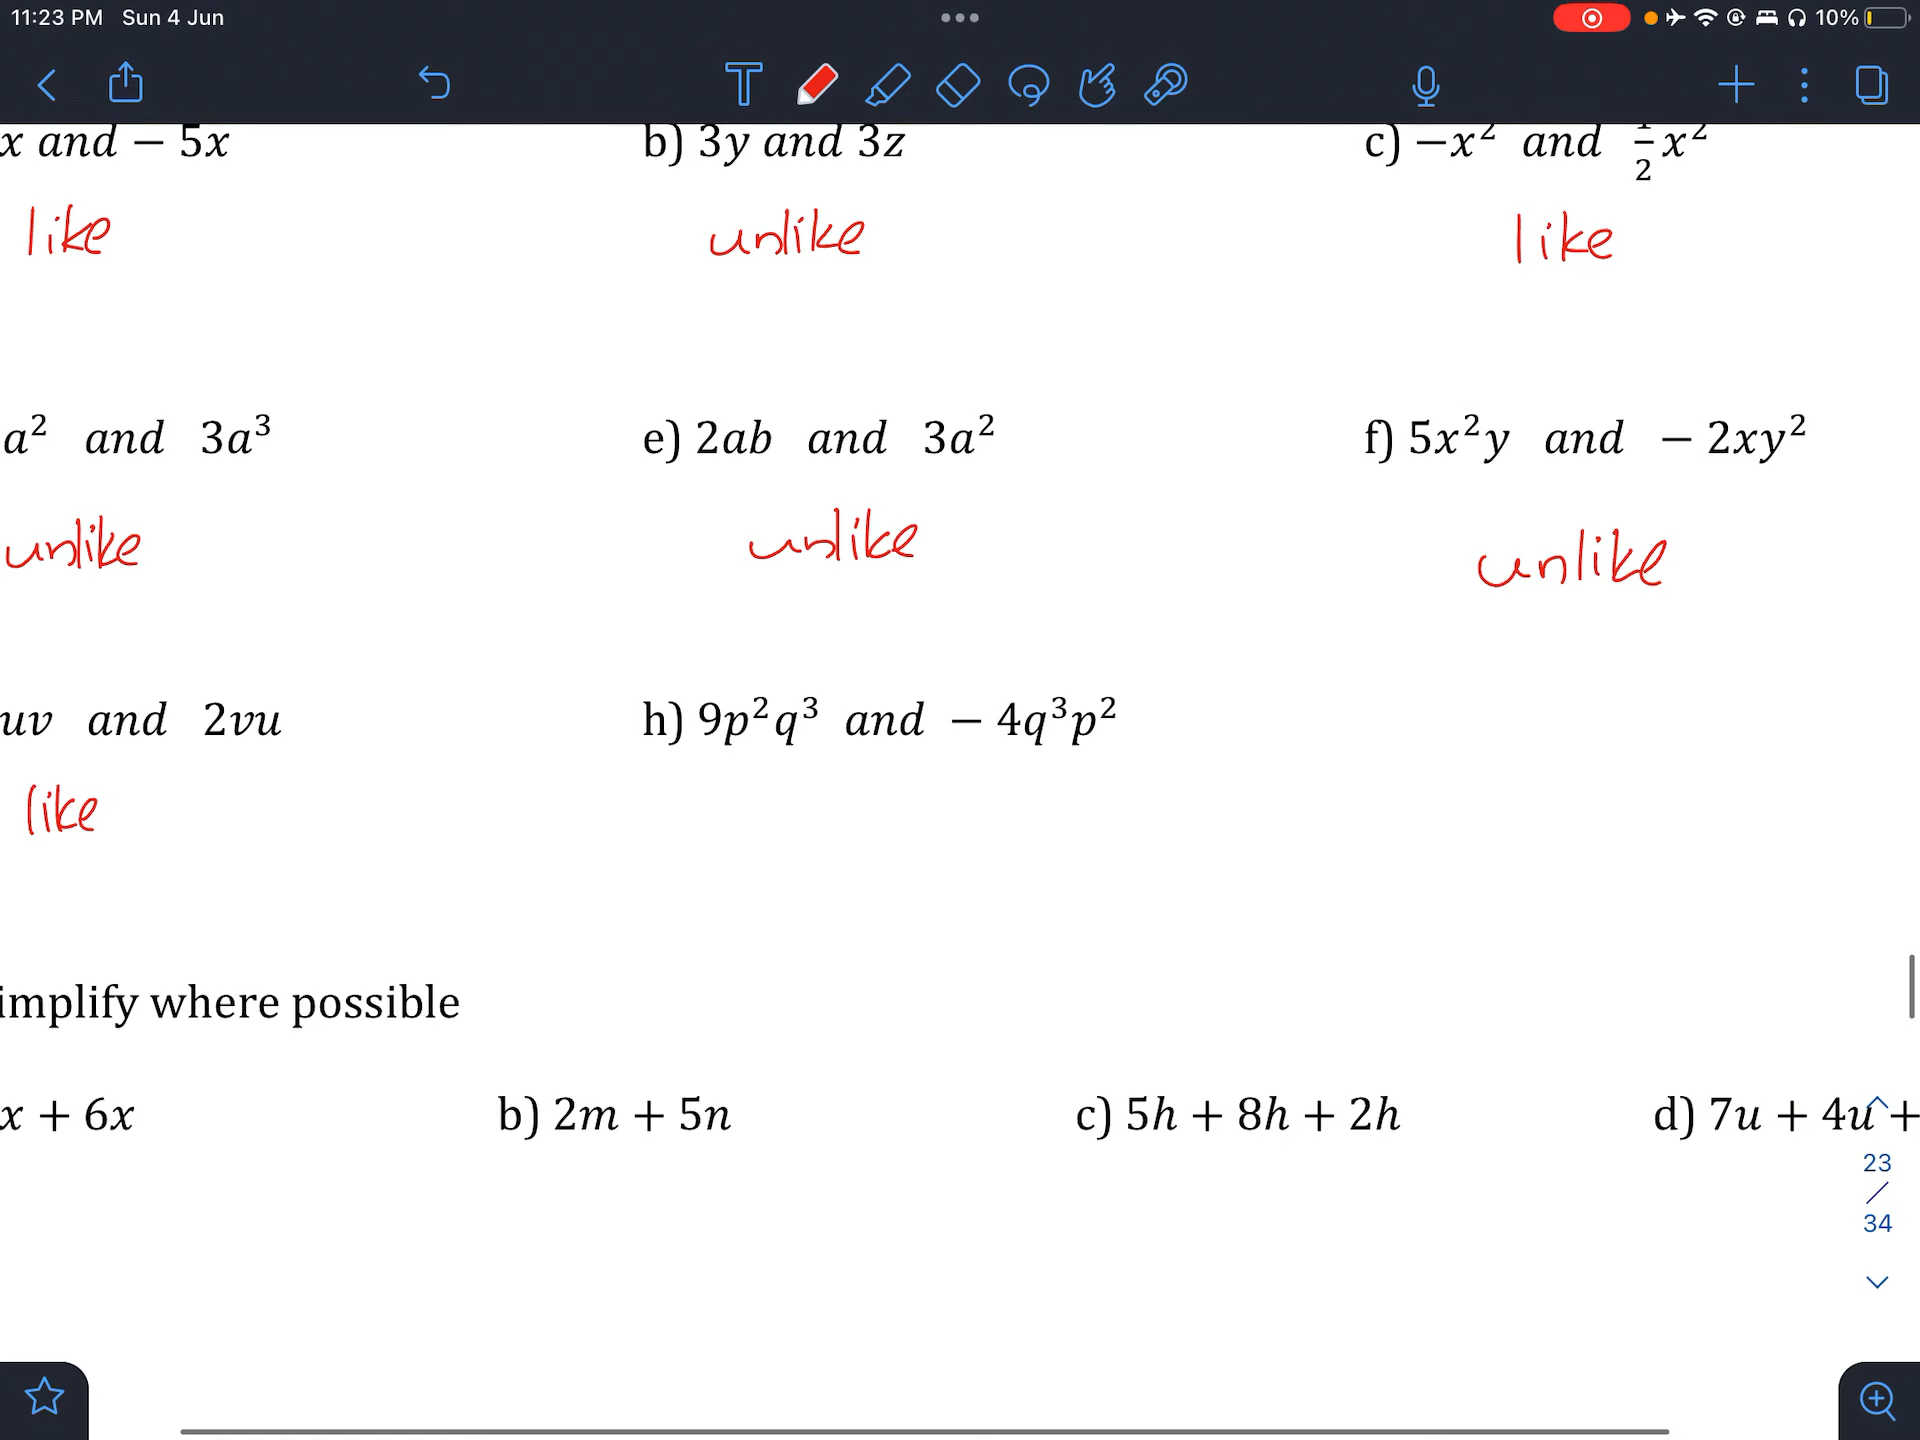 11:23 PM Sun 4 Jun 10%
x and − 5x b) 3y and 3z c) −x² and ½x²
like unlike like
a² and 3a³ e) 2ab and 3a² f) 5x²y and − 2xy²
unlike unlike unlike
uv and 2vu h) 9p²q³ and − 4q³p²
like
implify where possible
x + 6x b) 2m + 5n c) 5h + 8h + 2h d) 7u + 4u +
23
/
34